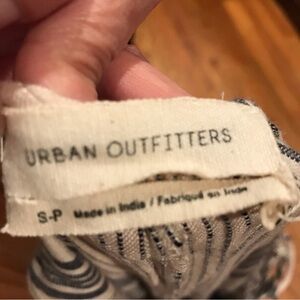 URBAN OUTFITTERS
S-P Made in India / Fabriqué en Inde